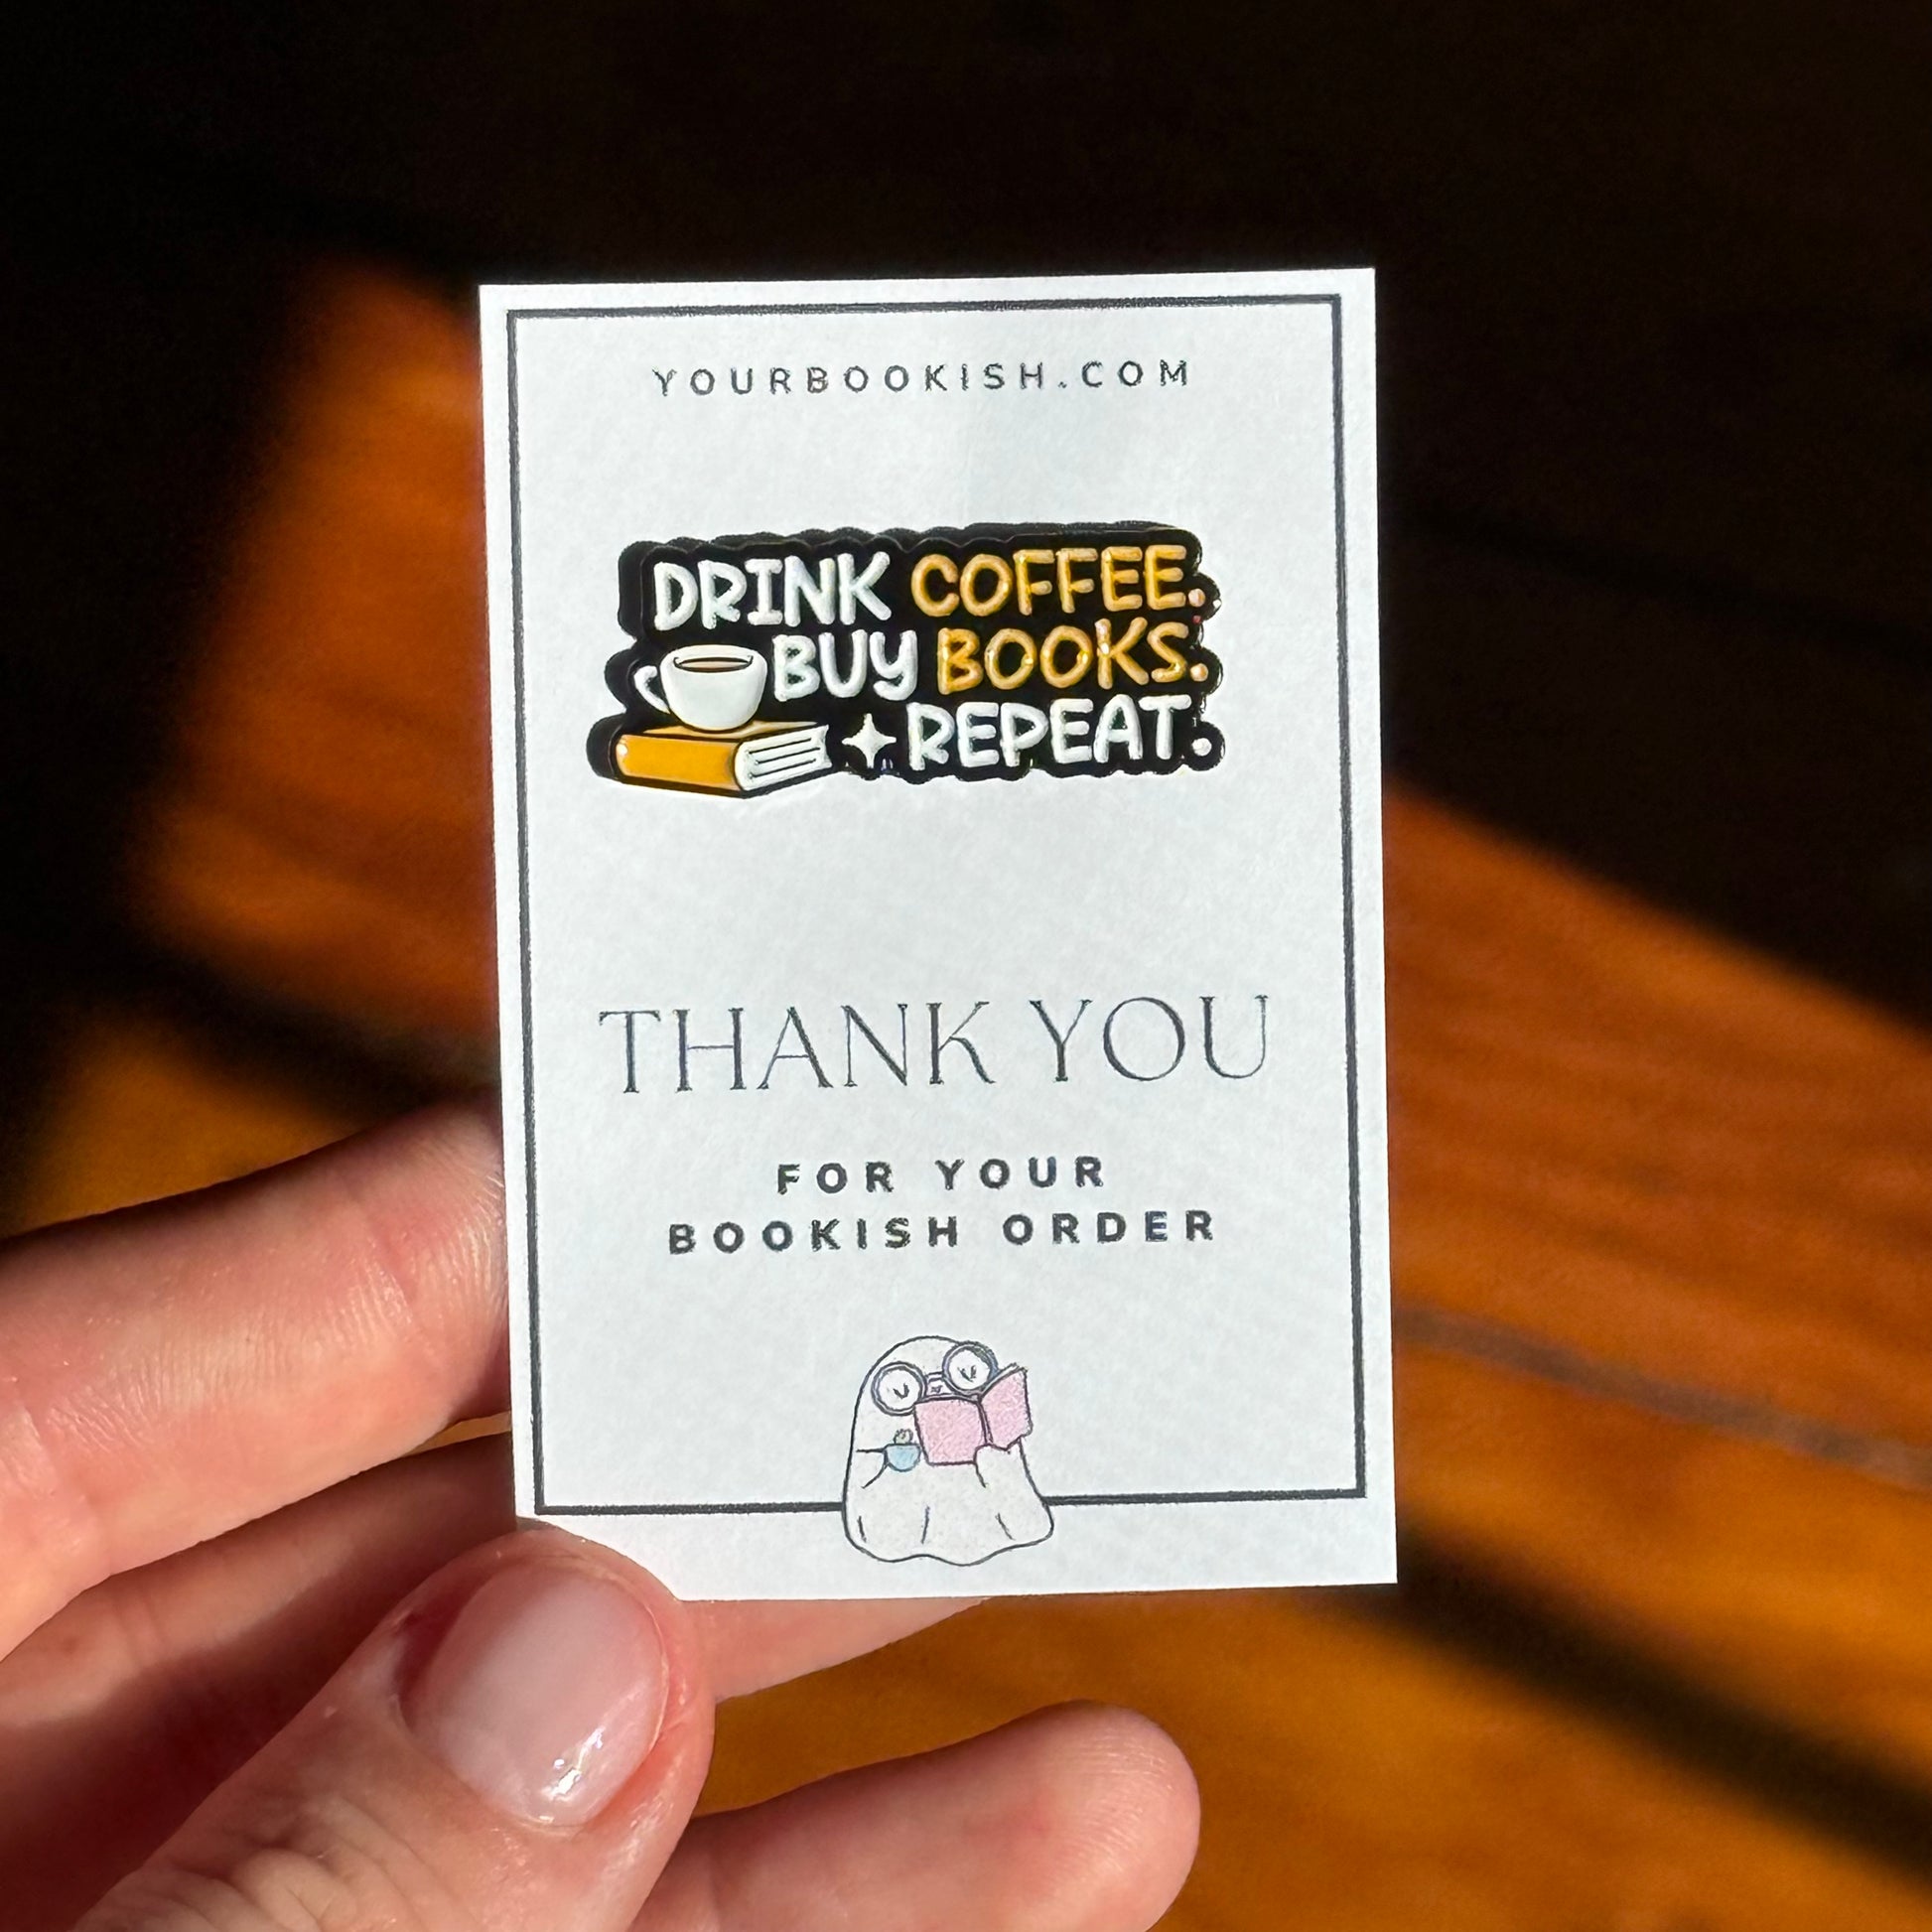 YOURBOOKISH.COM
DRINK COFFEE.
BUY BOOKS.
REPEAT.
THANK YOU
FOR YOUR
BOOKISH ORDER